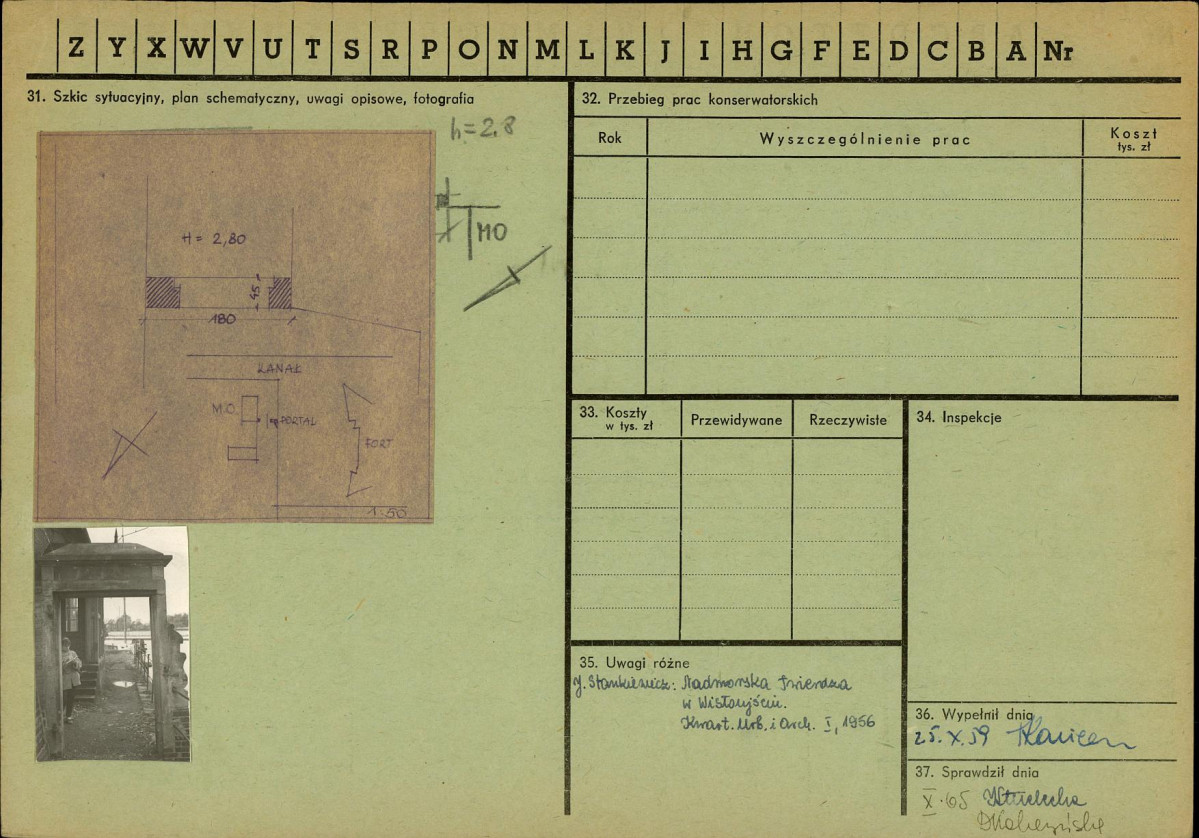 Z Y X W V U T S R P O N M L K J I H G F E D C B A Nr
31. Szkic sytuacyjny, plan schematyczny, uwagi opisowe, fotografia
h=2.8
MO
H= 2,80
45
180
KANAŁ
M.O.
PORTAL
FORT
1:50
32. Przebieg prac konserwatorskich
Rok
Wyszczególnienie prac
Koszt
tys. zł
33. Koszty
w tys. zł
Przewidywane
Rzeczywiste
34. Inspekcje
35. Uwagi różne
J. Stankiewicz: Nadmorska Twierdza
w Wisłoujściu.
Kwart. Urb. i Arch. I, 1956
36. Wypełnił dnia
25.X.59
37. Sprawdził dnia
X.65